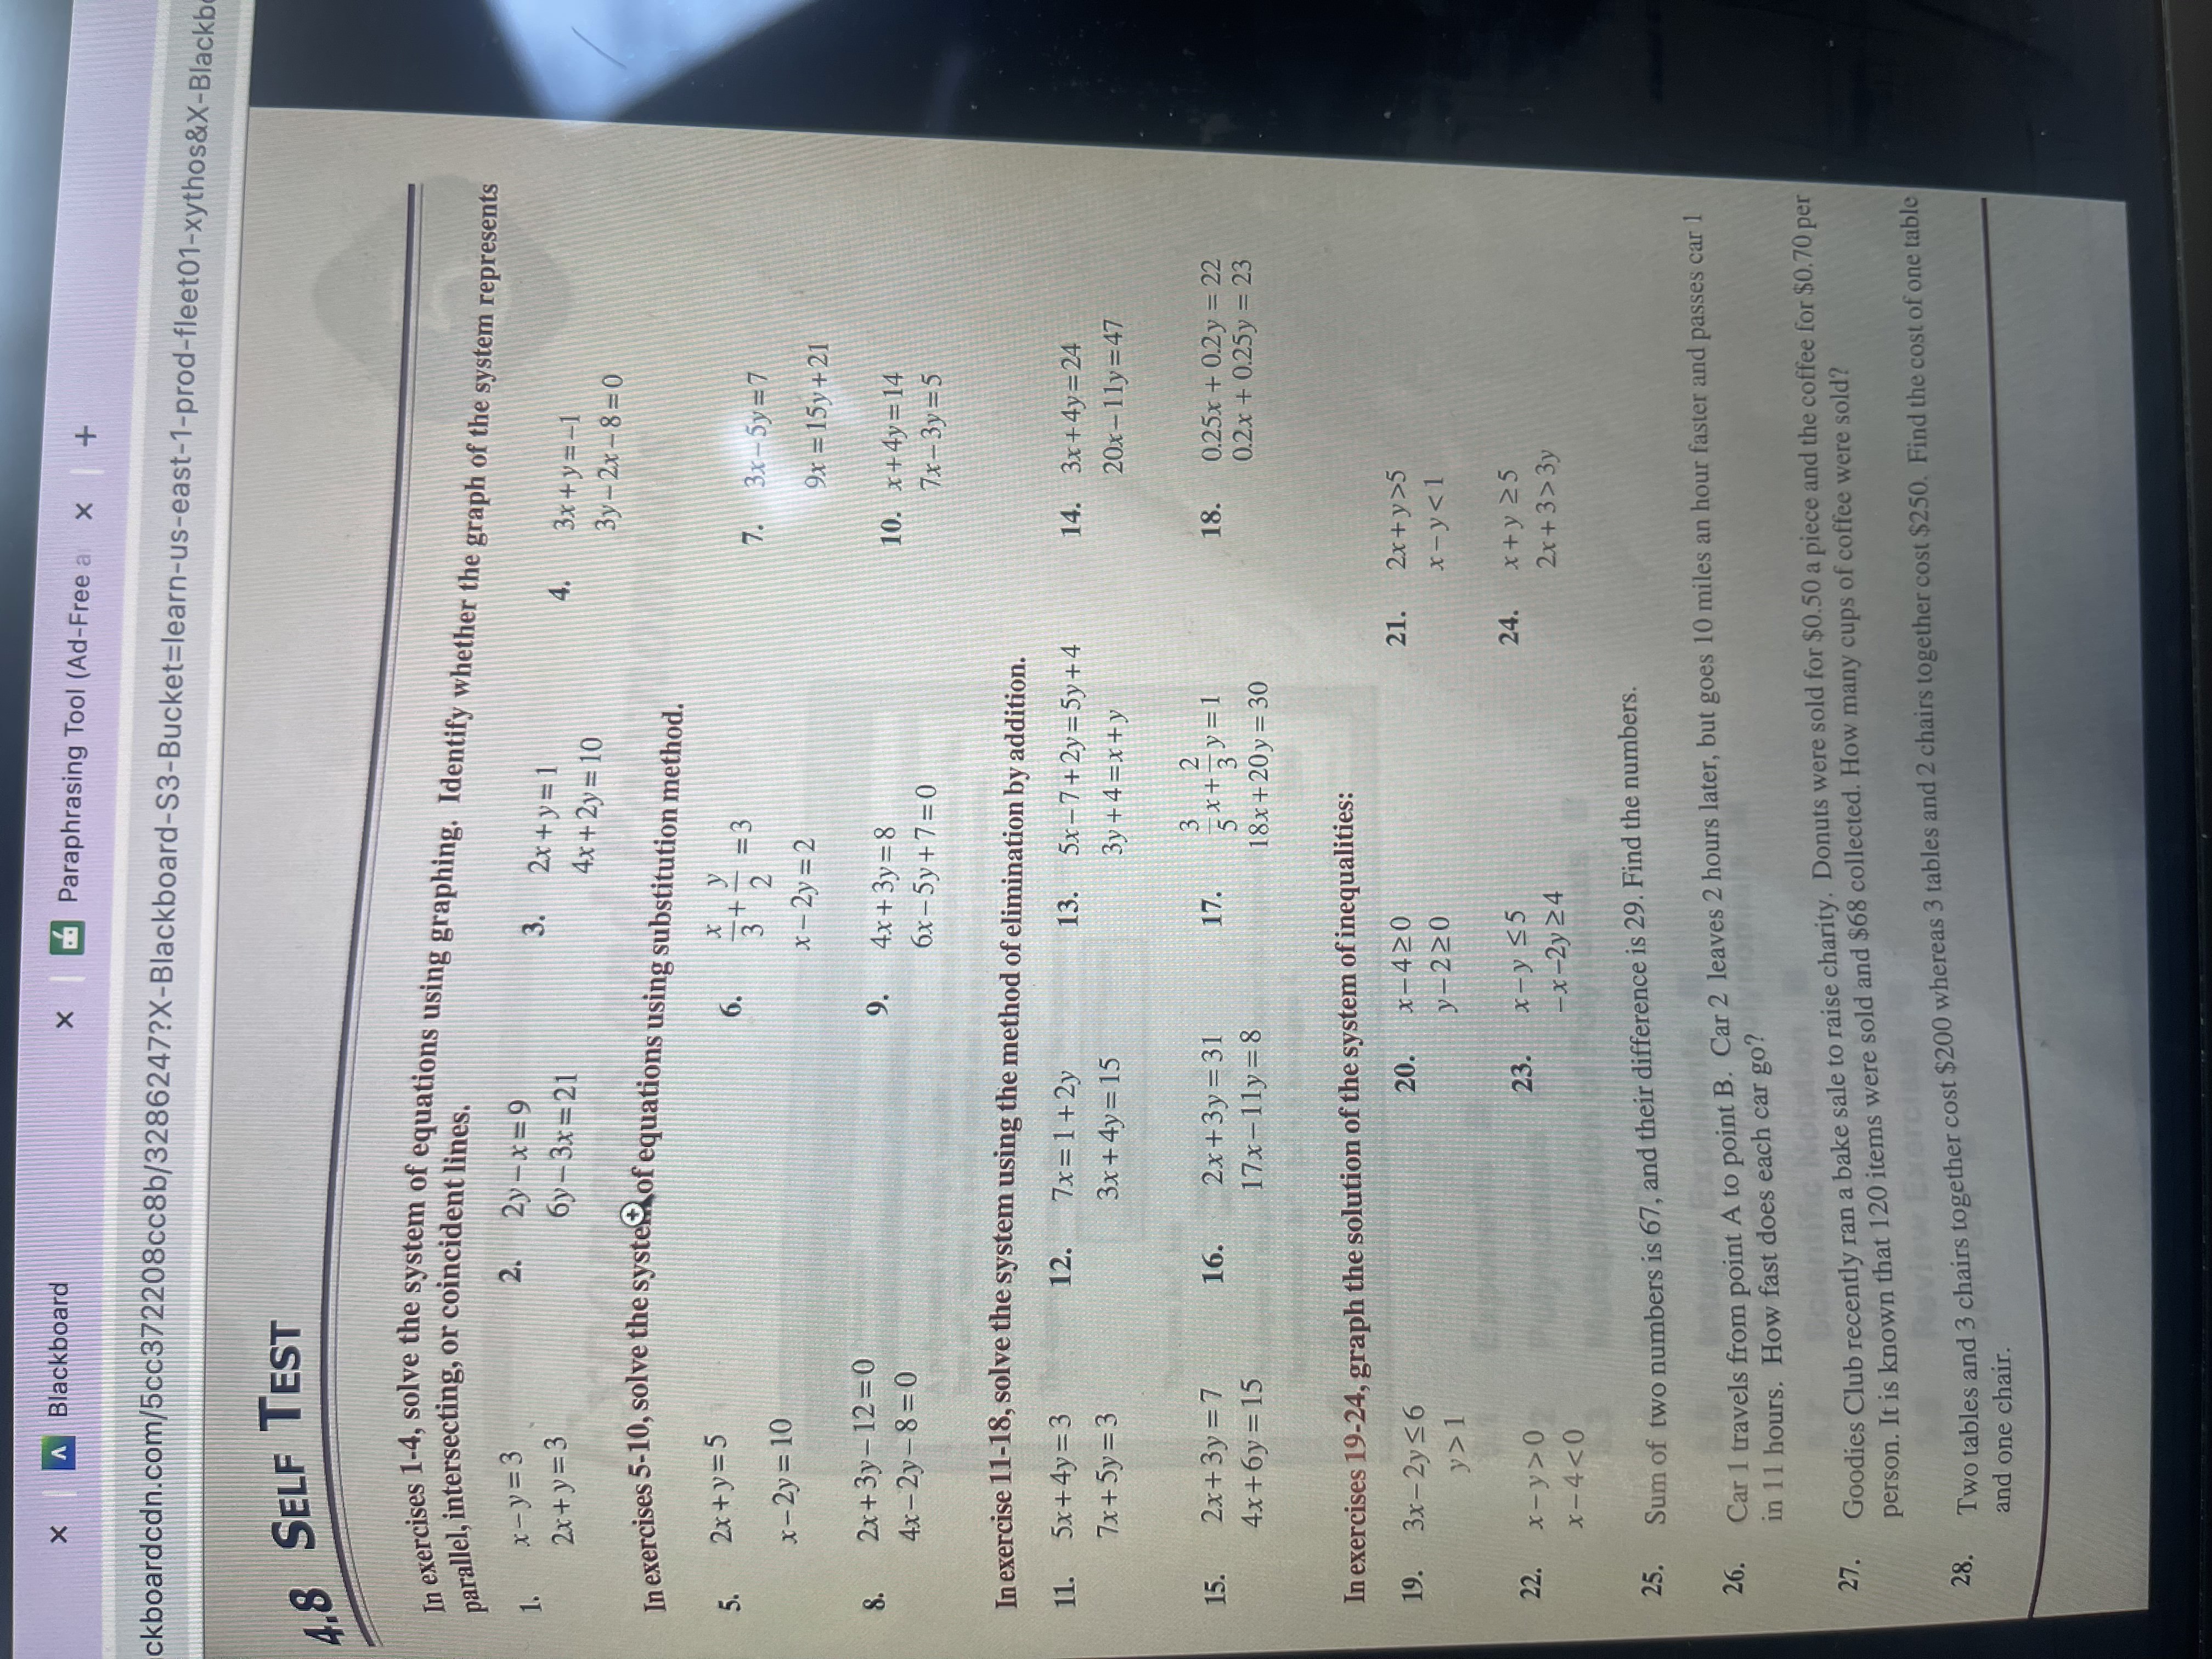 Blackboard
Paraphrasing Tool (Ad-Free a
ckboardcdn.com/5cc372208cc8b/3286247?X-Blackboard-S3-Bucket=learn-us-east-1-prod-fleet01-xythos&X-Blackb
4.8 SELF TEST
In exercises 1-4, solve the system of equations using graphing. Identify whether the graph of the system represents
parallel, intersecting, or coincident lines.
1. x-y=3
2x+y=3
2. 2y-x=9
6y-3x=21
3. 2x+y=1
4x+2y=10
4. 3x+y=-1
3y-2x-8=0
In exercises 5-10, solve the system of equations using substitution method.
5. 2x+y=5
x-2y=10
6. x/3+y/2=3
x-2y=2
7. 3x-5y=7
9x=15y+21
8. 2x+3y-12=0
4x-2y-8=0
9. 4x+3y=8
6x-5y+7=0
10. x+4y=14
7x-3y=5
In exercise 11-18, solve the system using the method of elimination by addition.
11. 5x+4y=3
7x+5y=3
12. 7x=1+2y
3x+4y=15
13. 5x-7+2y=5y+4
3y+4=x+y
14. 3x+4y=24
20x-11y=47
15. 2x+3y=7
4x+6y=15
16. 2x+3y=31
17x-11y=8
17. 3/5x+2/3y=1
18x+20y=30
18. 0.25x + 0.2y = 22
0.2x + 0.25y = 23
In exercises 19-24, graph the solution of the system of inequalities:
19. 3x-2y≤6
y>1
20. x-4≥0
y-2≥0
21. 2x+y>5
x-y<1
22. x-y>0
x-4<0
23. x-y ≤5
-x-2y≥4
24. x+y ≥5
2x+3>3y
25. Sum of two numbers is 67, and their difference is 29. Find the numbers.
26. Car 1 travels from point A to point B. Car 2 leaves 2 hours later, but goes 10 miles an hour faster and passes car 1
in 11 hours. How fast does each car go?
27. Goodies Club recently ran a bake sale to raise charity. Donuts were sold for $0.50 a piece and the coffee for $0.70 per
person. It is known that 120 items were sold and $68 collected. How many cups of coffee were sold?
28. Two tables and 3 chairs together cost $200 whereas 3 tables and 2 chairs together cost $250. Find the cost of one table
and one chair.